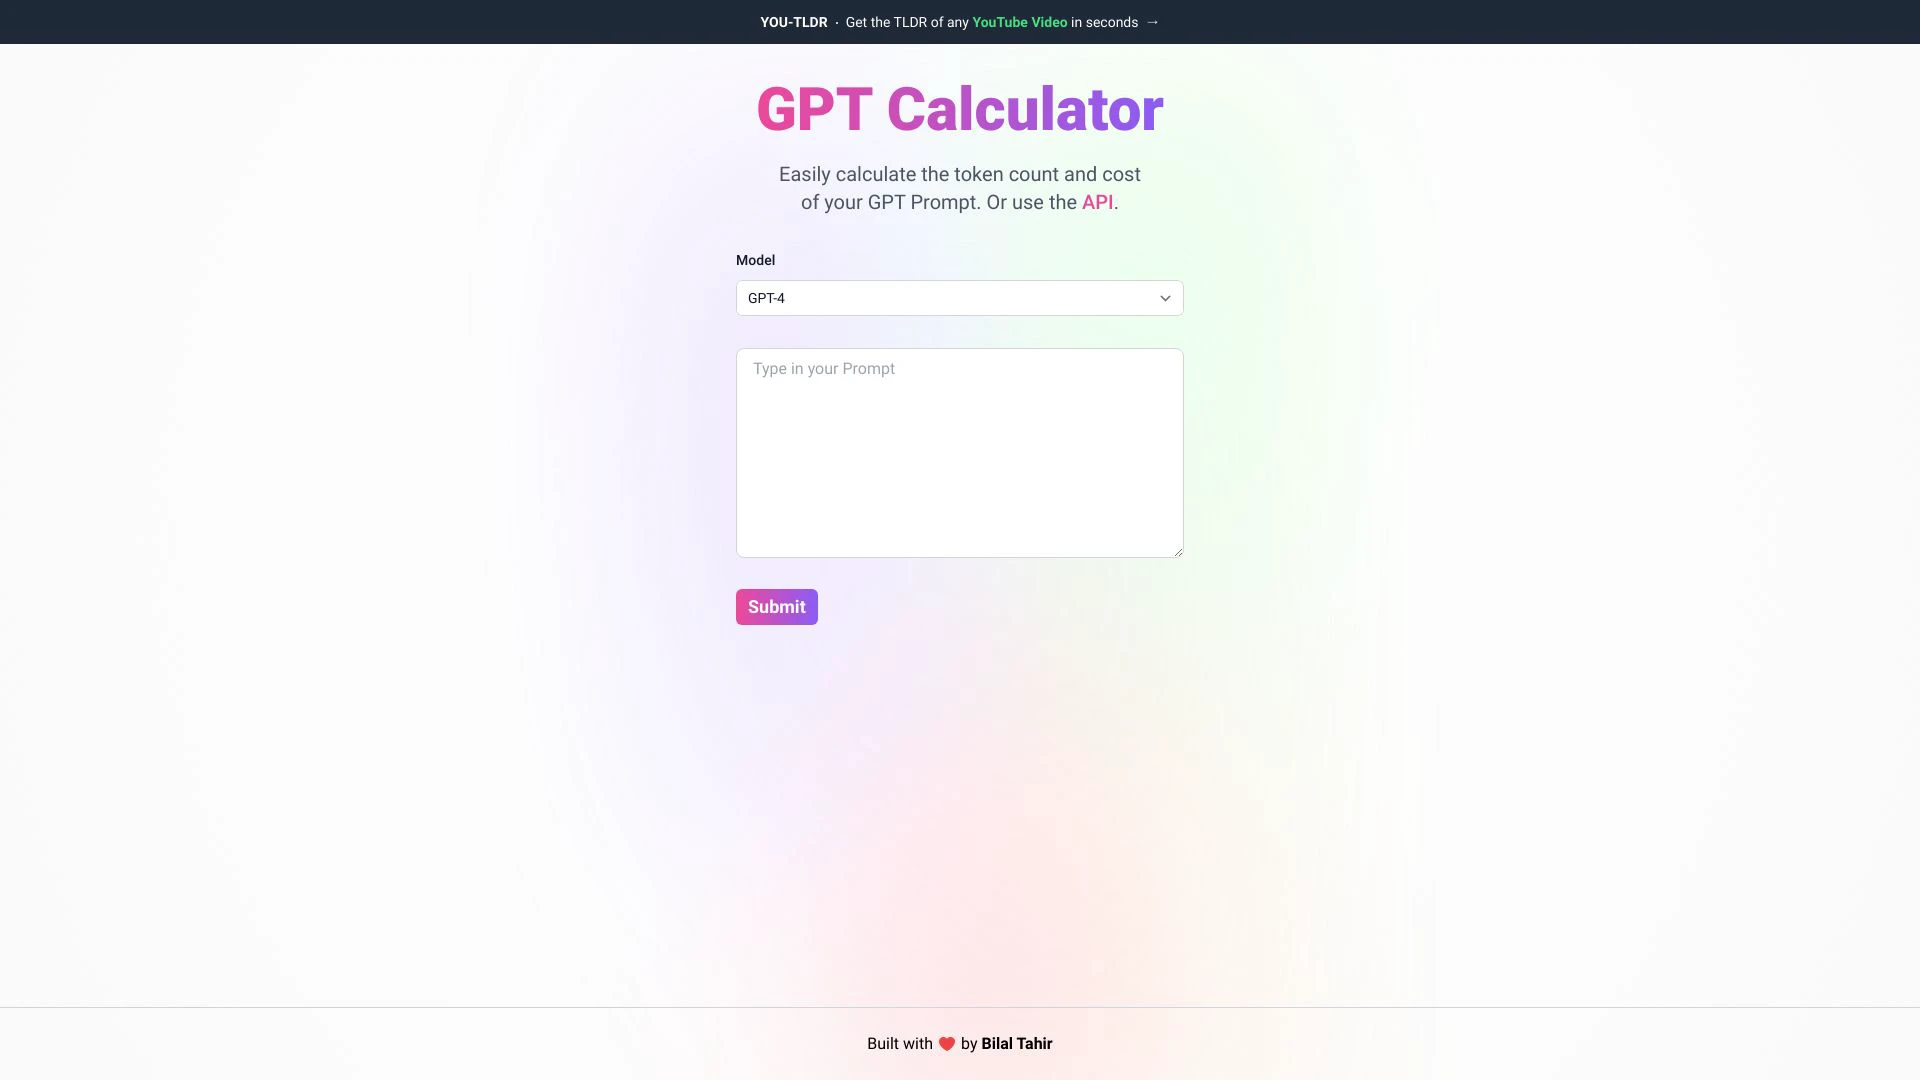 YOU-TLDR · Get the TLDR of any YouTube Video in seconds →
GPT Calculator
Easily calculate the token count and cost
of your GPT Prompt. Or use the API.
Model
GPT-4
Type in your Prompt
Submit
Built with ❤️ by Bilal Tahir